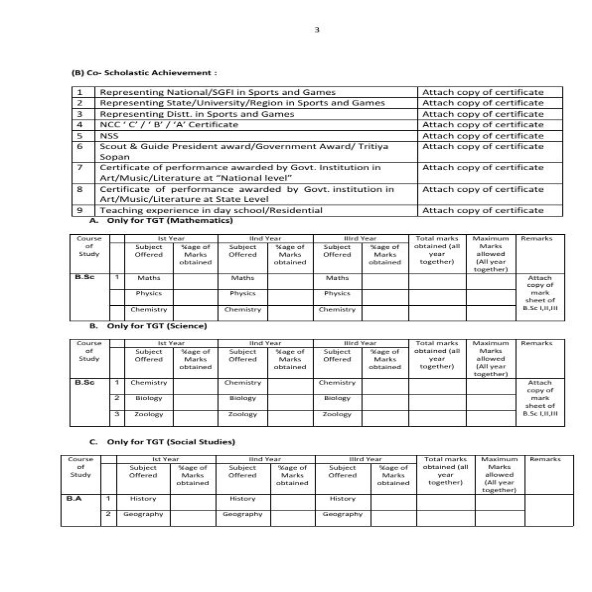 3
(B) Co- Scholastic Achievement :
1 Representing National/SGFI in Sports and Games Attach copy of certificate
2 Representing State/University/Region in Sports and Games Attach copy of certificate
3 Representing Distt. in Sports and Games Attach copy of certificate
4 NCC ‘ C’ / ‘ B’ / ‘A’ Certificate Attach copy of certificate
5 NSS Attach copy of certificate
6 Scout & Guide President award/Government Award/ Tritiya Attach copy of certificate
Sopan
7 Certificate of performance awarded by Govt. Institution in Attach copy of certificate
Art/Music/Literature at “National level”
8 Certificate of performance awarded by Govt. institution in Attach copy of certificate
Art/Music/Literature at State Level
9 Teaching experience in day school/Residential Attach copy of certificate
A. Only for TGT (Mathematics)
Course Ist Year IInd Year IIIrd Year Total marks Maximum Remarks
of Subject %age of Subject %age of Subject %age of obtained (all Marks
Study Offered Marks Offered Marks Offered Marks year allowed
obtained obtained obtained together) (All year
together)
B.Sc 1 Maths Maths Maths Attach
copy of
Physics Physics Physics mark
sheet of
Chemistry Chemistry Chemistry B.Sc I,II,III
B. Only for TGT (Science)
Course Ist Year IInd Year IIIrd Year Total marks Maximum Remarks
of Subject %age of Subject %age of Subject %age of obtained (all Marks
Study Offered Marks Offered Marks Offered Marks year allowed
obtained obtained obtained together) (All year
together)
B.Sc 1 Chemistry Chemistry Chemistry Attach
copy of
2 Biology Biology Biology mark
sheet of
3 Zoology Zoology Zoology B.Sc I,II,III
C. Only for TGT (Social Studies)
Course Ist Year IInd Year IIIrd Year Total marks Maximum Remarks
of Subject %age of Subject %age of Subject %age of obtained (all Marks
Study Offered Marks Offered Marks Offered Marks year allowed
obtained obtained obtained together) (All year
together)
B.A 1 History History History
2 Geography Geography Geography